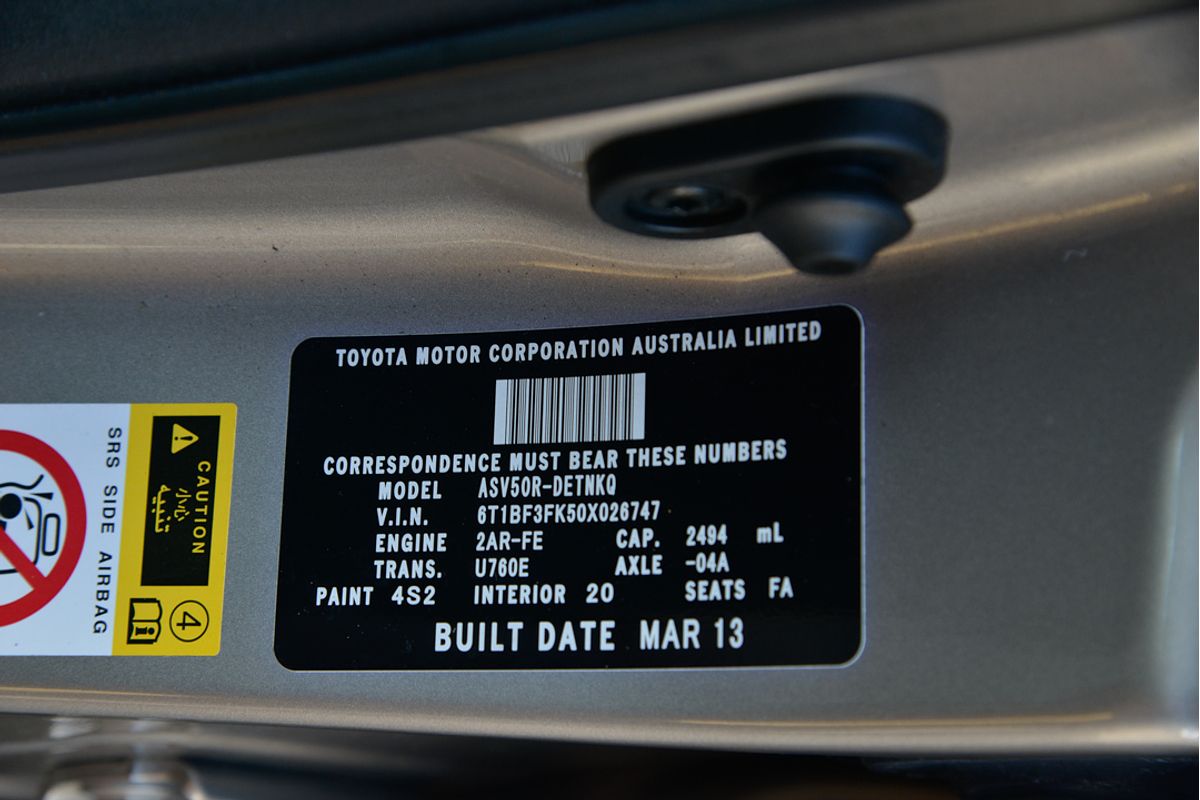 TOYOTA MOTOR CORPORATION AUSTRALIA LIMITED
CORRESPONDENCE MUST BEAR THESE NUMBERS
MODEL ASV50R-DETNKQ
V.I.N. 6T1BF3FK50X026747
ENGINE 2AR-FE CAP. 2494 mL
TRANS. U760E AXLE -04A
PAINT 4S2 INTERIOR 20 SEATS FA
BUILT DATE MAR 13
CAUTION
تنبيه
SRS SIDE AIRBAG
4